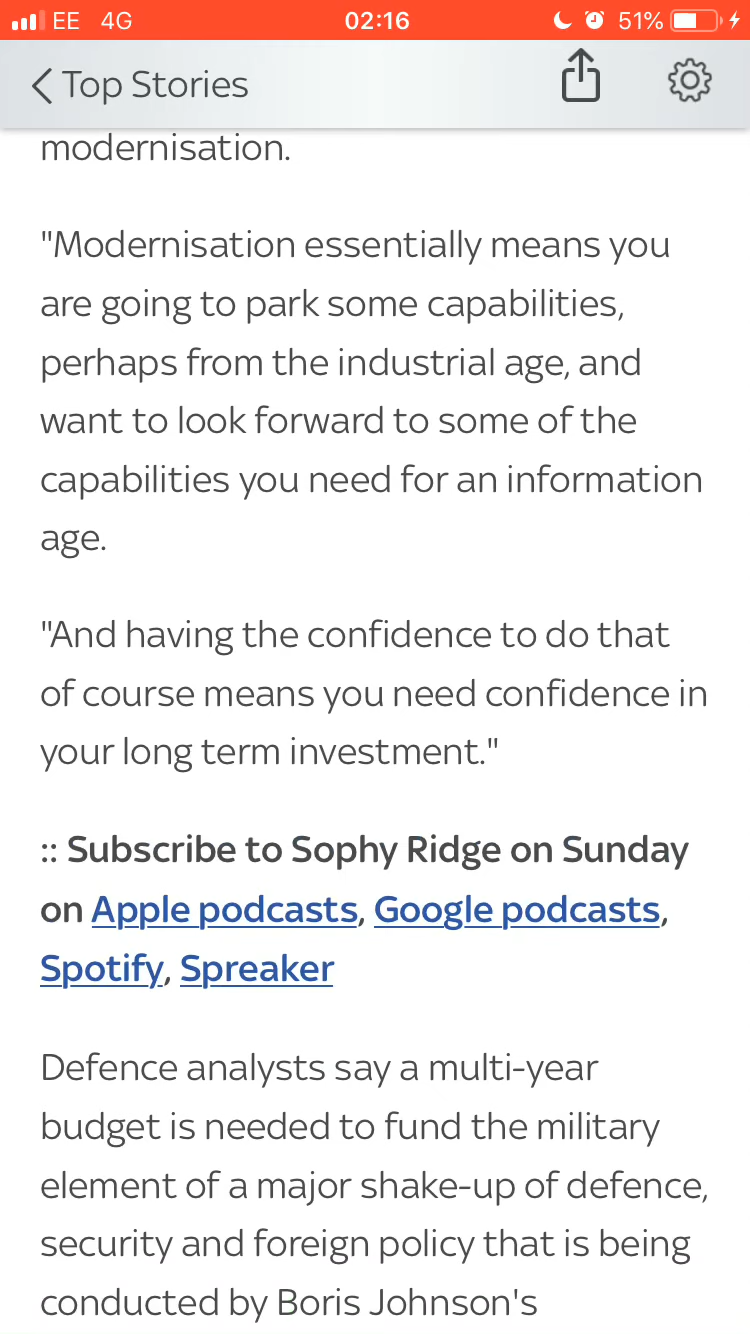 EE 4G 02:16 51%
Top Stories
modernisation.
"Modernisation essentially means you
are going to park some capabilities,
perhaps from the industrial age, and
want to look forward to some of the
capabilities you need for an information
age.
"And having the confidence to do that
of course means you need confidence in
your long term investment."
:: Subscribe to Sophy Ridge on Sunday
on Apple podcasts, Google podcasts,
Spotify, Spreaker
Defence analysts say a multi-year
budget is needed to fund the military
element of a major shake-up of defence,
security and foreign policy that is being
conducted by Boris Johnson's